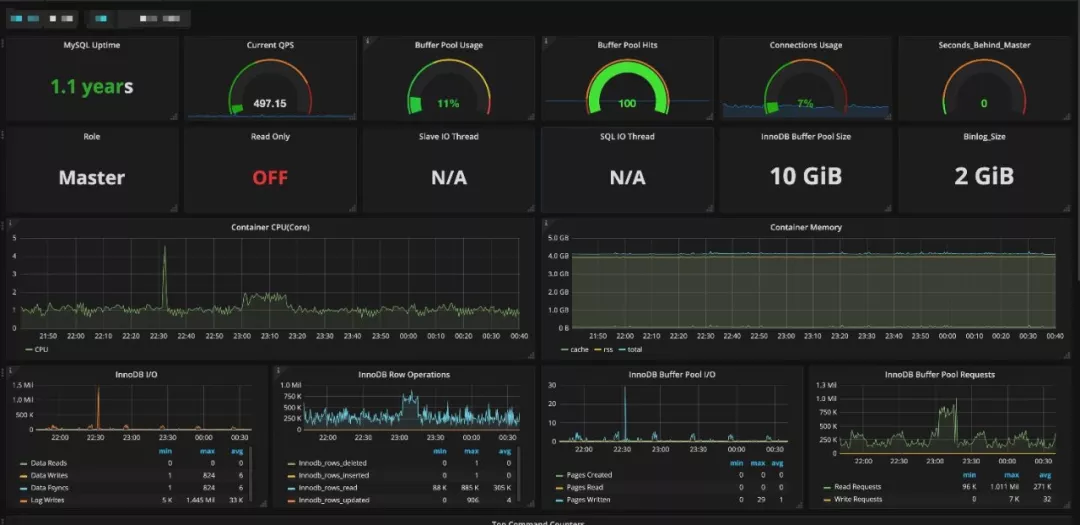 MySQL Uptime
Current QPS
Buffer Pool Usage
Buffer Pool Hits
Connections Usage
Seconds_Behind_Master
1.1 years
497.15
11%
100
7%
0
Role
Read Only
Slave IO Thread
SQL IO Thread
InnoDB Buffer Pool Size
Binlog_Size
Master
OFF
N/A
N/A
10 GiB
2 GiB
Container CPU(Core)
5
4
3
2
1
0
21:50 22:00 22:10 22:20 22:30 22:40 22:50 23:00 23:10 23:20 23:30 23:40 23:50 00:00 00:10 00:20 00:30 00:40
CPU
Container Memory
5.0 GB
4.0 GB
3.0 GB
2.0 GB
1.0 GB
0 B
21:50 22:00 22:10 22:20 22:30 22:40 22:50 23:00 23:10 23:20 23:30 23:40 23:50 00:00 00:10 00:20 00:30 00:40
cache rss total
InnoDB I/O
1.5 Mil
1.0 Mil
500 K
0
22:00 22:30 23:00 23:30 00:00 00:30
min max avg
Data Reads 0 0
Data Writes 1 824 6
Data Fsyncs 1 824 6
Log Writes 5 K 1.445 Mil 33 K
InnoDB Row Operations
1.0 Mil
750 K
500 K
250 K
0
22:00 22:30 23:00 23:30 00:00 00:30
min max avg
Innodb_rows_deleted 0 1 0
Innodb_rows_inserted 0 1 0
Innodb_rows_read 88 K 885 K 305 K
Innodb_rows_updated 0 906 4
InnoDB Buffer Pool I/O
30
20
10
0
22:00 22:30 23:00 23:30 00:00 00:30
min max avg
Pages Created 0 0 0
Pages Read 0 0 0
Pages Written 0 29 1
InnoDB Buffer Pool Requests
1.3 Mil
1.0 Mil
750 K
500 K
250 K
0
22:00 22:30 23:00 23:30 00:00 00:30
min max avg
Read Requests 96 K 1.011 Mil 271 K
Write Requests 0 7 K 32
Top Command Counters